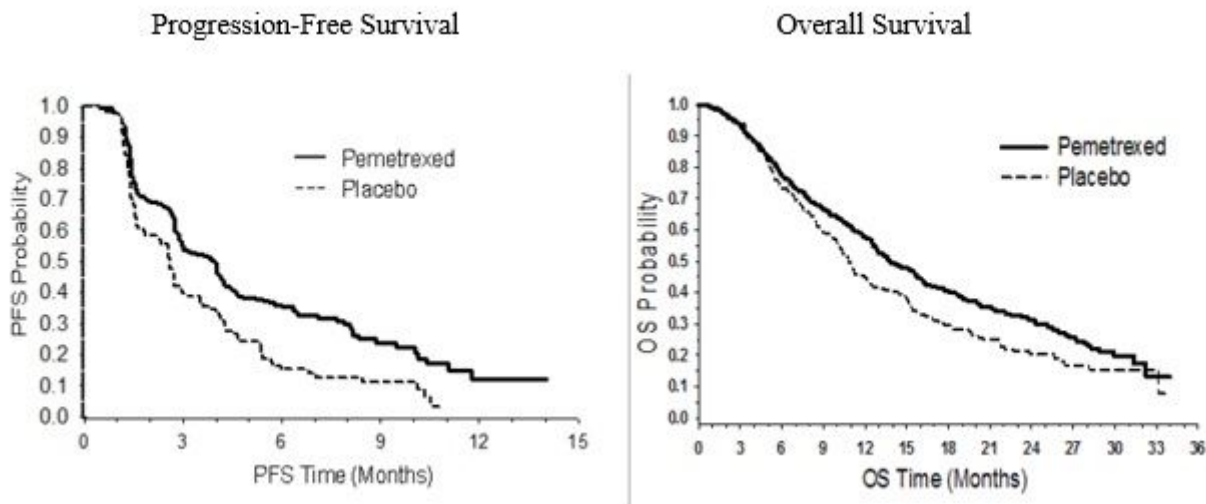 Progression-Free Survival
1.0
0.9
0.8
0.7
0.6
0.5
0.4
0.3
0.2
0.1
0.0
PFS Probability
Pemetrexed
Placebo
0 3 6 9 12 15
PFS Time (Months)
Overall Survival
1.0
0.9
0.8
0.7
0.6
0.5
0.4
0.3
0.2
0.1
0.0
OS Probability
Pemetrexed
Placebo
0 3 6 9 12 15 18 21 24 27 30 33 36
OS Time (Months)